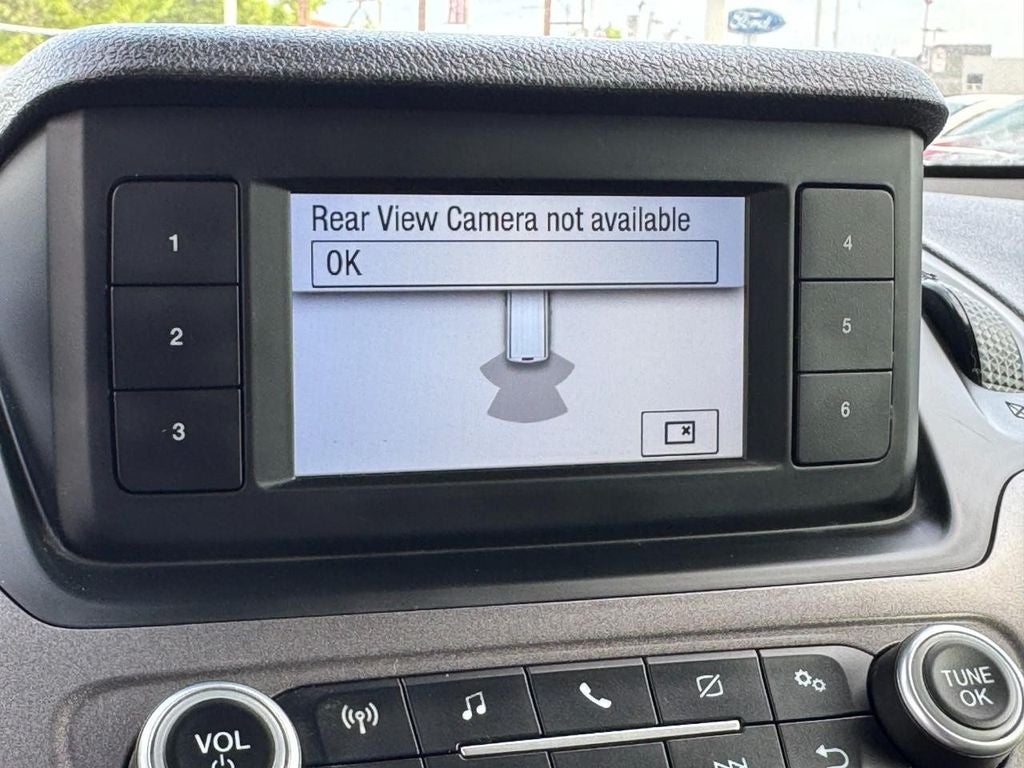 Ford
Rear View Camera not available
OK
1
2
3
4
5
6
VOL
TUNE
OK